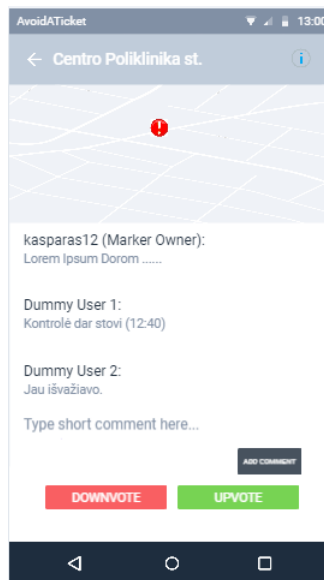 AvoidATicket 13:00
Centro Poliklinika st.
kasparas12 (Marker Owner):
Lorem Ipsum Dorom ......
Dummy User 1:
Kontrolė dar stovi (12:40)
Dummy User 2:
Jau išvažiavo.
Type short comment here...
ADD COMMENT
DOWNVOTE UPVOTE